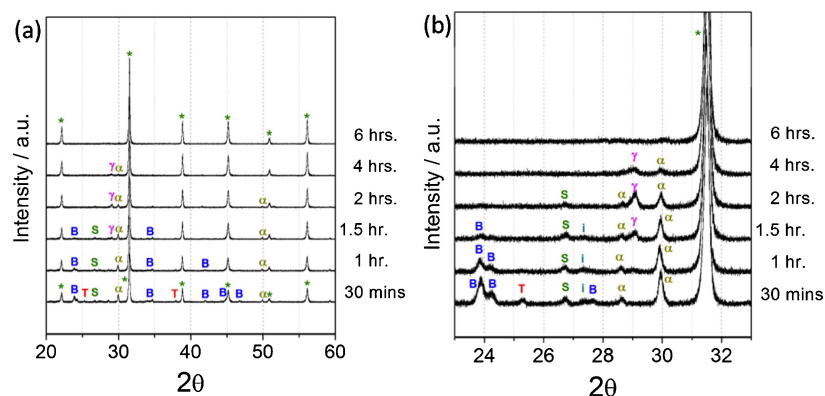 (a)
Intensity / a.u.
* * * * * *
6 hrs.
γ α
4 hrs.
γ α α
2 hrs.
B S γ α B α
1.5 hr.
B S α B B α
1 hr.
* B T S α * B T * B B * B α * *
30 mins
20 30 40 50 60
2θ
(b)
Intensity / a.u.
*
6 hrs.
γ α
4 hrs.
S α γ α
2 hrs.
B S i γ α
1.5 hr.
B B S i α α
1 hr.
B B T S i B α α
30 mins
24 26 28 30 32
2θ